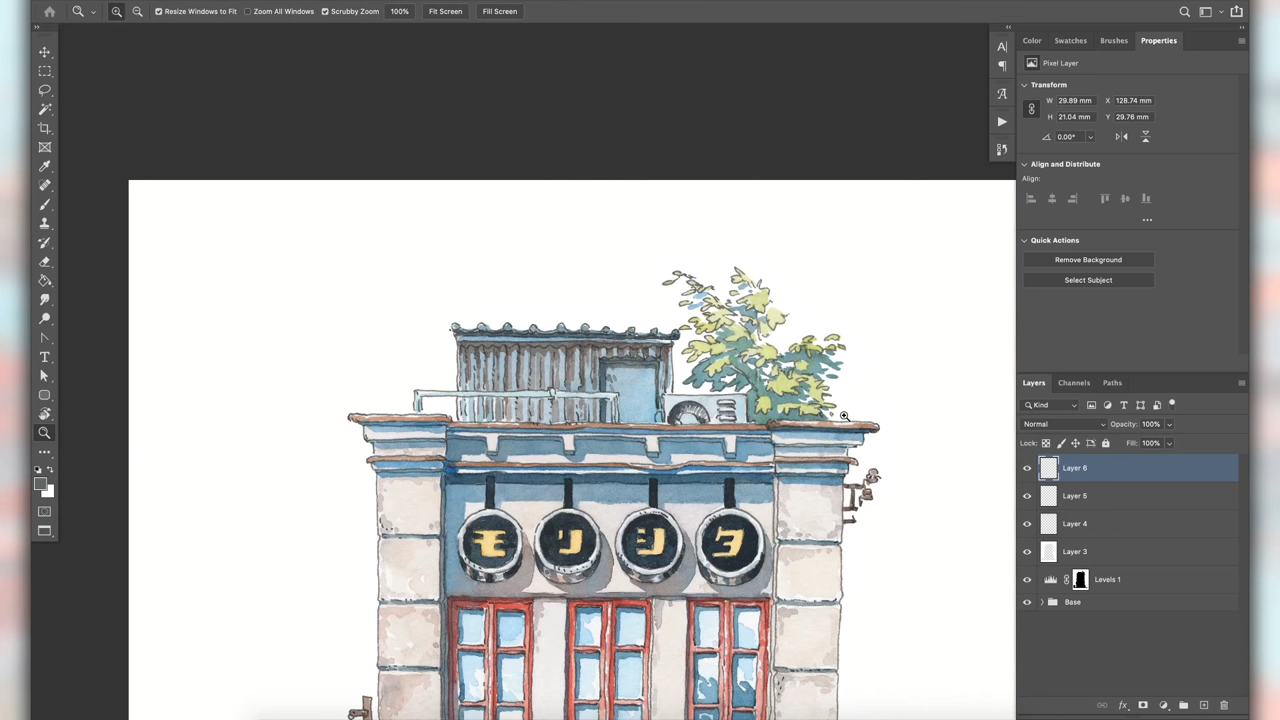 Resize Windows to Fit Zoom All Windows Scrubby Zoom 100% Fit Screen Fill Screen
Color Swatches Brushes Properties
Pixel Layer
Transform
W 29.89 mm X 128.74 mm
H 21.04 mm Y 29.76 mm
0.00°
Align and Distribute
Align:
Quick Actions
Remove Background
Select Subject
Layers Channels Paths
Kind
Normal Opacity: 100%
Lock: Fill: 100%
Layer 6
Layer 5
Layer 4
Layer 3
Levels 1
Base
モリシタ